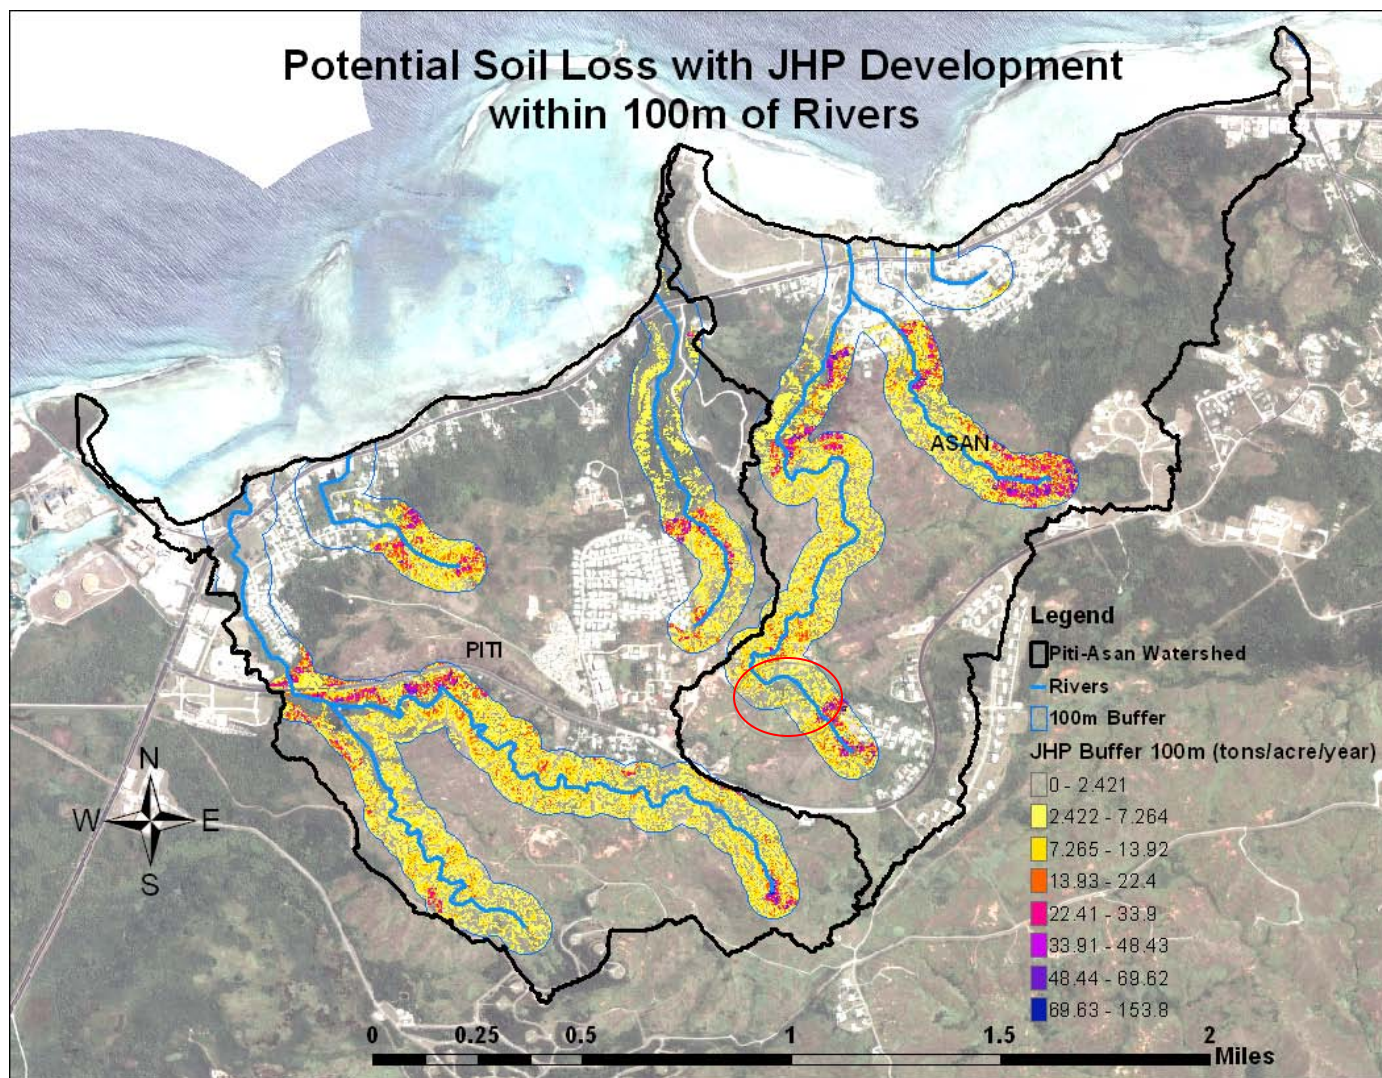 Potential Soil Loss with JHP Development
within 100m of Rivers
ASAN
PITI
Legend
Piti-Asan Watershed
Rivers
100m Buffer
JHP Buffer 100m (tons/acre/year)
0 - 2.421
2.422 - 7.264
7.265 - 13.92
13.93 - 22.4
22.41 - 33.9
33.91 - 48.43
48.44 - 69.62
69.63 - 153.8
N
W E
S
0 0.25 0.5 1 1.5 2
Miles